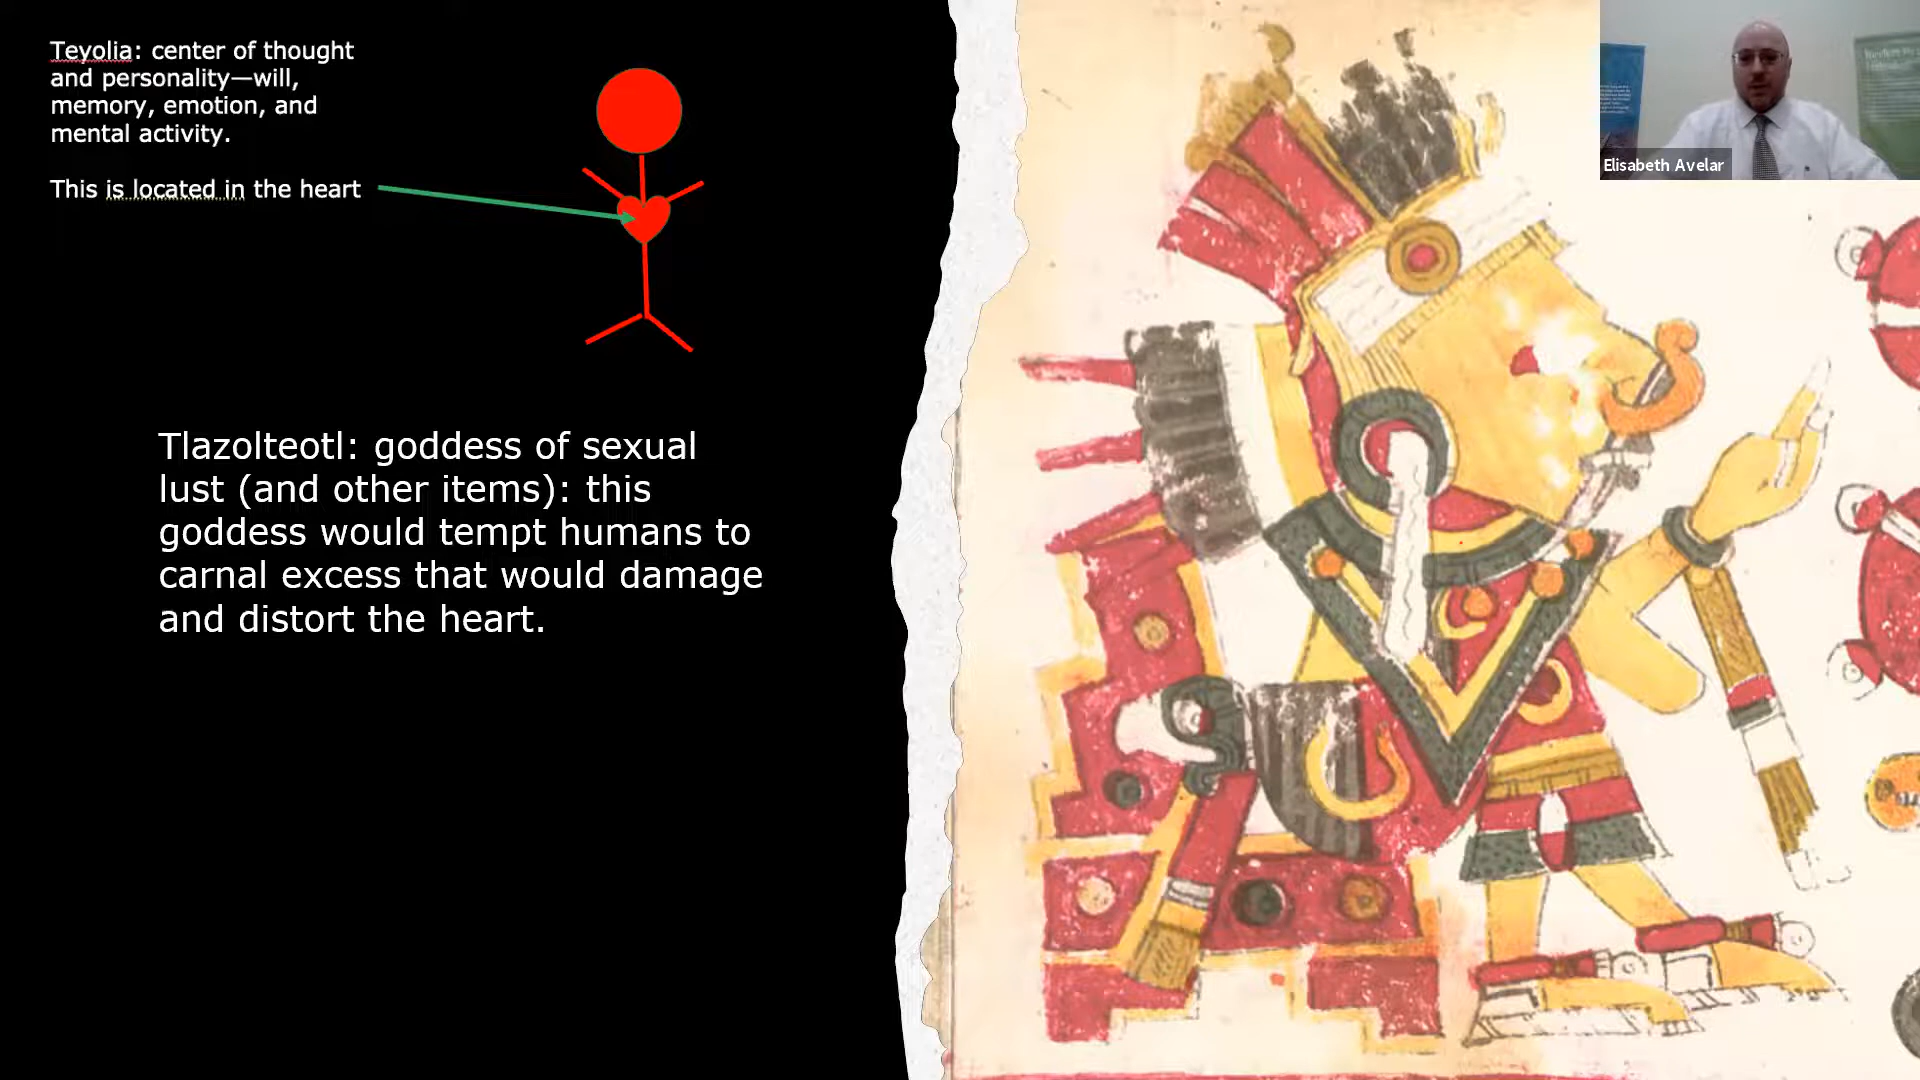 Teyolia: center of thought
and personality—will,
memory, emotion, and
mental activity.
This is located in the heart
Tlazolteotl: goddess of sexual
lust (and other items): this
goddess would tempt humans to
carnal excess that would damage
and distort the heart.
Elisabeth Avelar